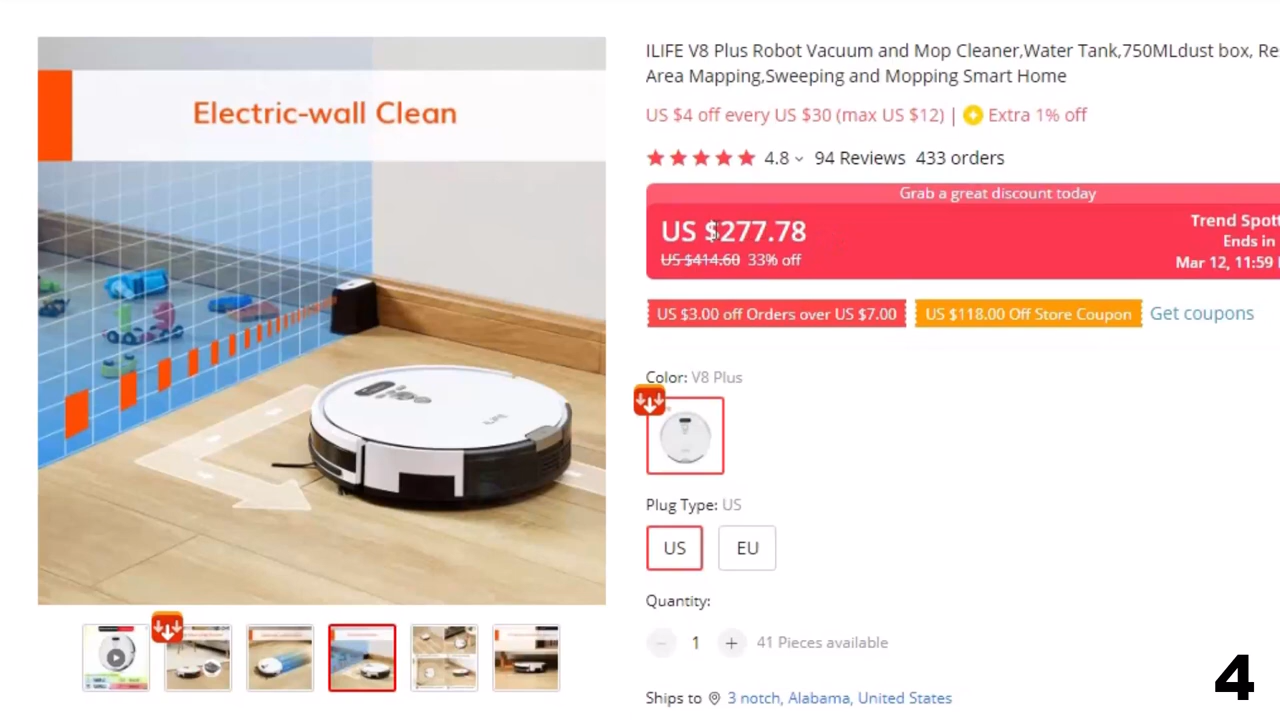 Electric-wall Clean
ILIFE
ILIFE V8 Plus Robot Vacuum and Mop Cleaner,Water Tank,750MLdust box, Re
Area Mapping,Sweeping and Mopping Smart Home
US $4 off every US $30 (max US $12) | Extra 1% off
4.8 94 Reviews 433 orders
Grab a great discount today
US $277.78
US $414.60 33% off
Trend Spott
Ends in
Mar 12, 11:59
US $3.00 off Orders over US $7.00 US $118.00 Off Store Coupon Get coupons
Color: V8 Plus
Plug Type: US
US EU
Quantity:
− 1 + 41 Pieces available
Ships to 3 notch, Alabama, United States
4